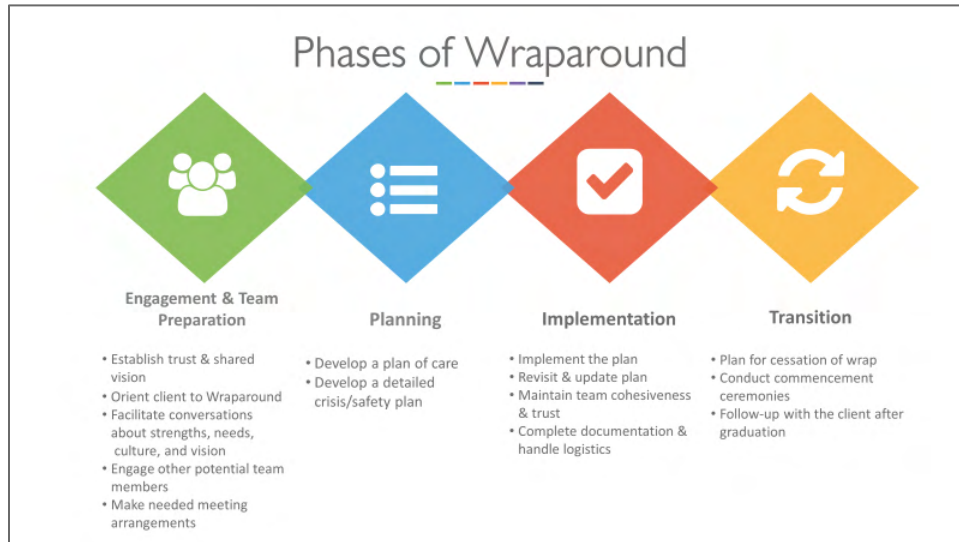 Phases of Wraparound
Engagement & Team
Preparation
• Establish trust & shared
vision
• Orient client to Wraparound
• Facilitate conversations
about strengths, needs,
culture, and vision
• Engage other potential team
members
• Make needed meeting
arrangements
Planning
• Develop a plan of care
• Develop a detailed
crisis/safety plan
Implementation
• Implement the plan
• Revisit & update plan
• Maintain team cohesiveness
& trust
• Complete documentation &
handle logistics
Transition
• Plan for cessation of wrap
• Conduct commencement
ceremonies
• Follow-up with the client after
graduation